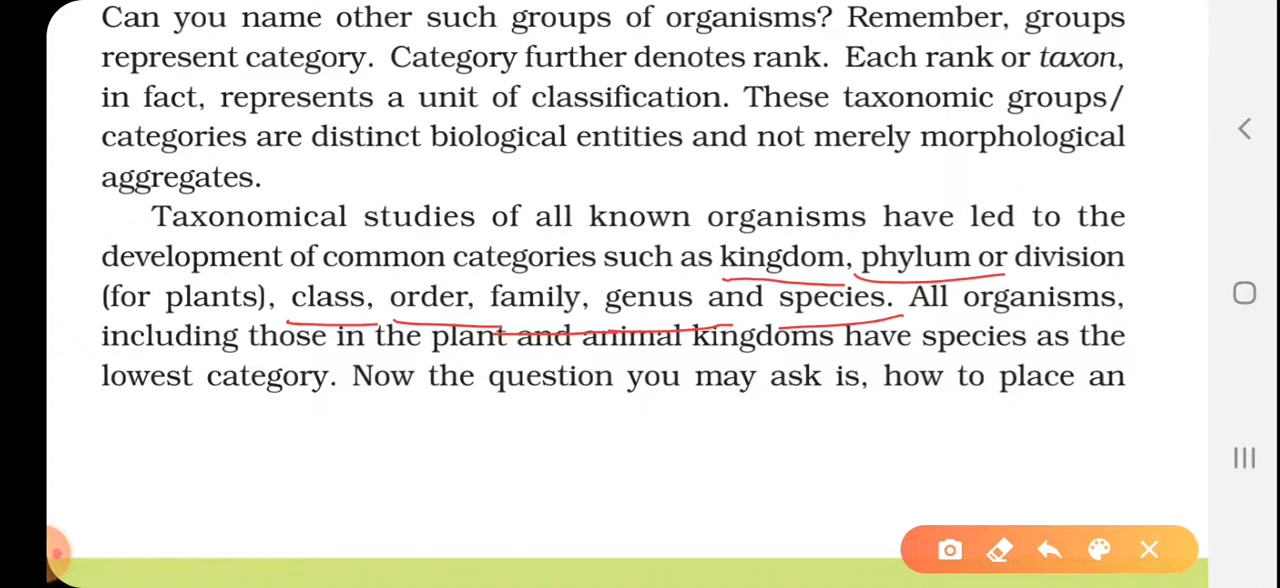 Can you name other such groups of organisms? Remember, groups
represent category. Category further denotes rank. Each rank or taxon,
in fact, represents a unit of classification. These taxonomic groups/
categories are distinct biological entities and not merely morphological
aggregates.
Taxonomical studies of all known organisms have led to the
development of common categories such as kingdom, phylum or division
(for plants), class, order, family, genus and species. All organisms,
including those in the plant and animal kingdoms have species as the
lowest category. Now the question you may ask is, how to place an